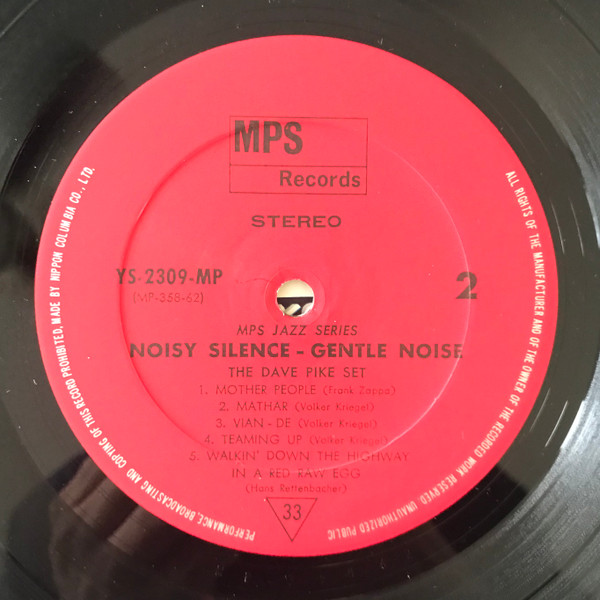 MPS
Records
STEREO
YS-2309-MP
2
(MP-358-62)
MPS JAZZ SERIES
NOISY SILENCE - GENTLE NOISE
THE DAVE PIKE SET
1. MOTHER PEOPLE (Frank Zappa)
2. MATHAR (Volker Kriegel)
3. VIAN - DE (Volker Kriegel)
4. TEAMING UP (Volker Kriegel)
5. WALKIN' DOWN THE HIGHWAY
IN A RED RAW EGG
(Hans Rettenbacher)
33
ALL RIGHTS OF THE MANUFACTURER AND OF THE OWNER OF THE RECORDED WORK RESERVED UNAUTHORIZED PUBLIC
PERFORMANCE, BROADCASTING AND COPYING OF THIS RECORD PROHIBITED, MADE BY NIPPON COLUMBIA CO., LTD.